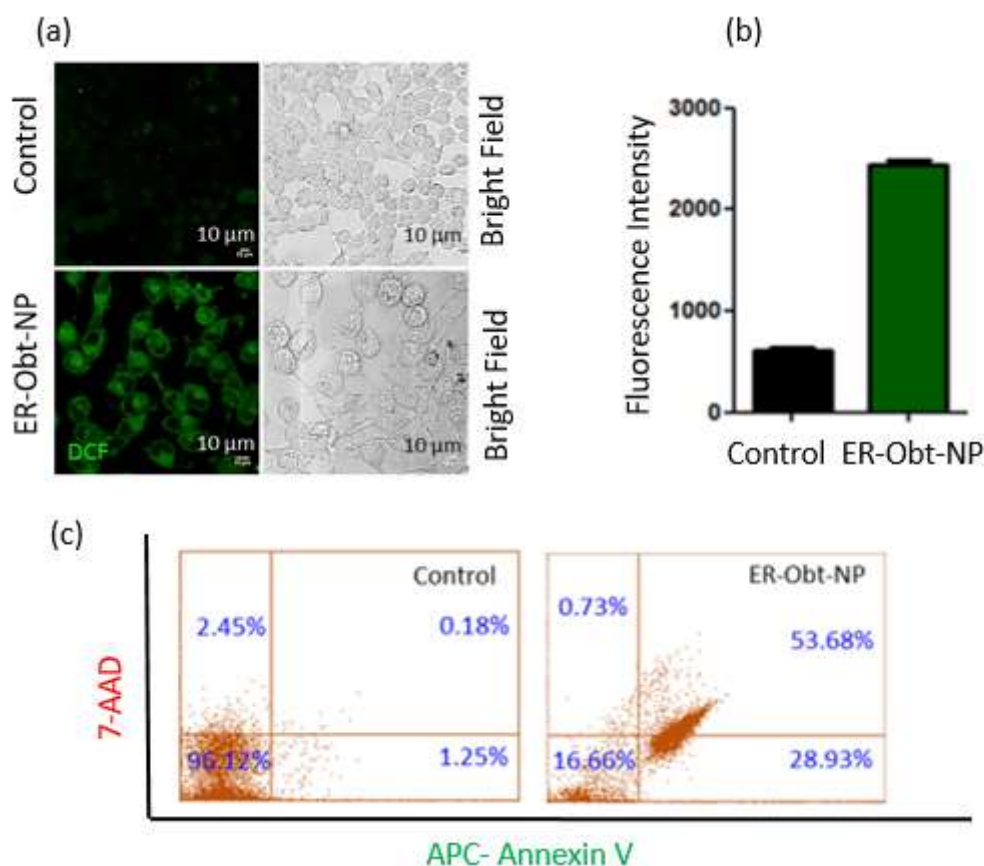 (a)
Control
10 μm
10 μm
Bright Field
ER-Obt-NP
DCF
10 μm
10 μm
Bright Field
(b)
Fluorescence Intensity
3000
2000
1000
0
Control
ER-Obt-NP
(c)
7-AAD
Control
2.45%
0.18%
96.12%
1.25%
ER-Obt-NP
0.73%
53.68%
16.66%
28.93%
APC- Annexin V